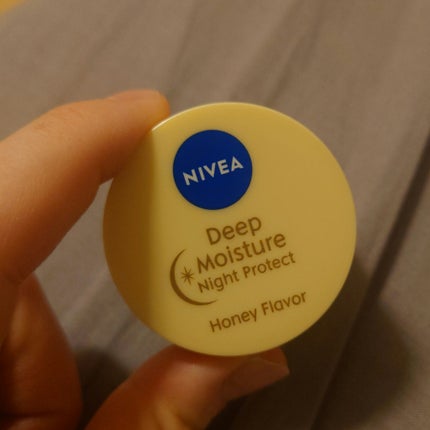 NIVEA
Deep
Moisture
Night Protect
Honey Flavor